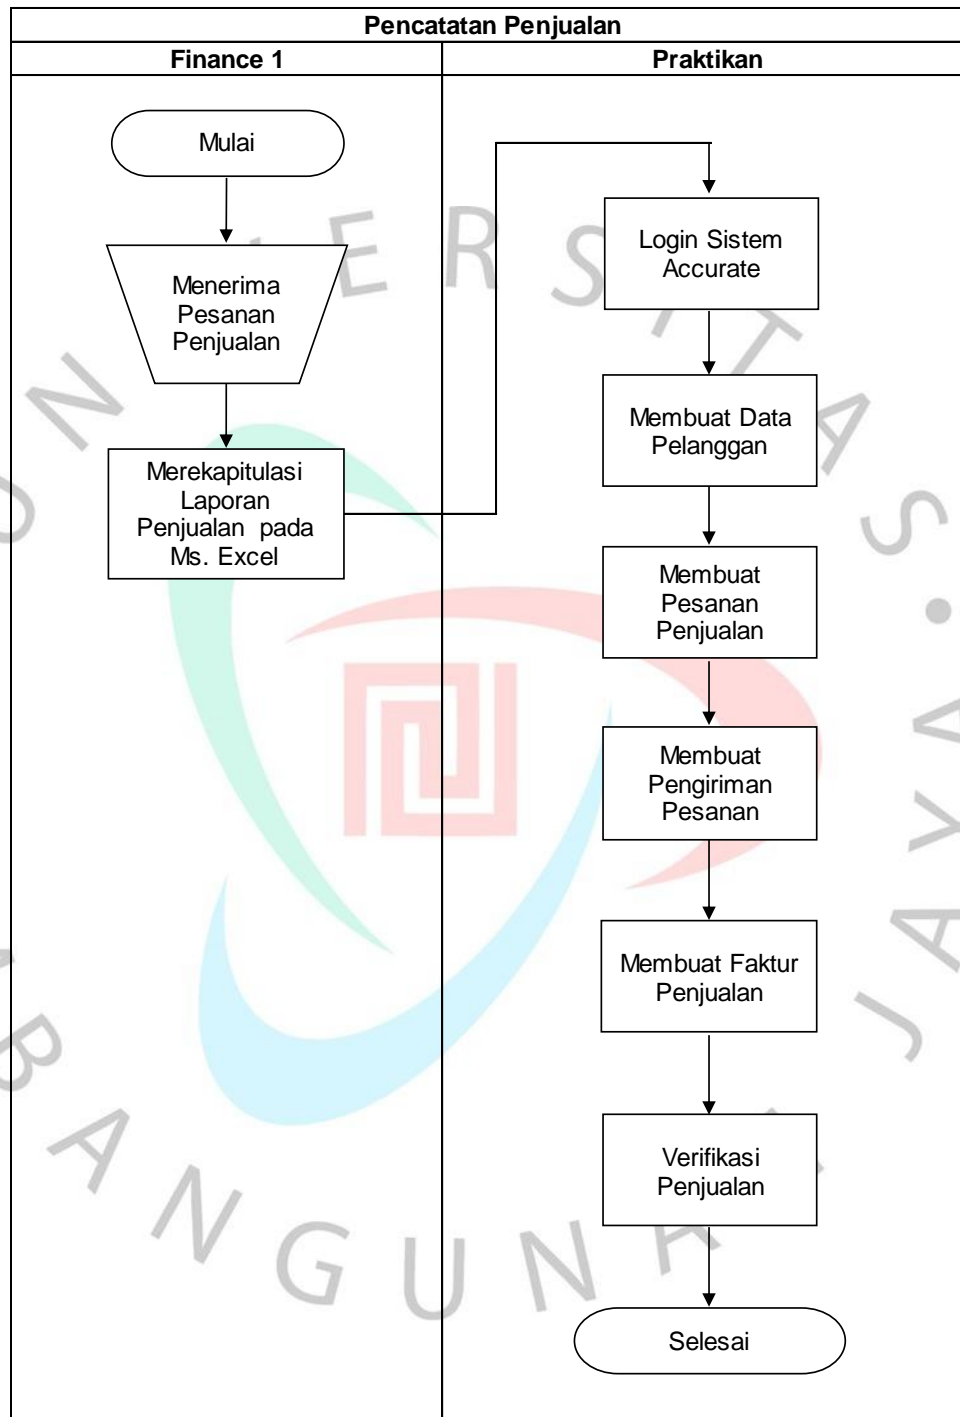 Pencatatan Penjualan
Finance 1
Praktikan
Mulai
Menerima
Pesanan
Penjualan
Merekapitulasi
Laporan
Penjualan pada
Ms. Excel
Login Sistem
Accurate
Membuat Data
Pelanggan
Membuat
Pesanan
Penjualan
Membuat
Pengiriman
Pesanan
Membuat Faktur
Penjualan
Verifikasi
Penjualan
Selesai